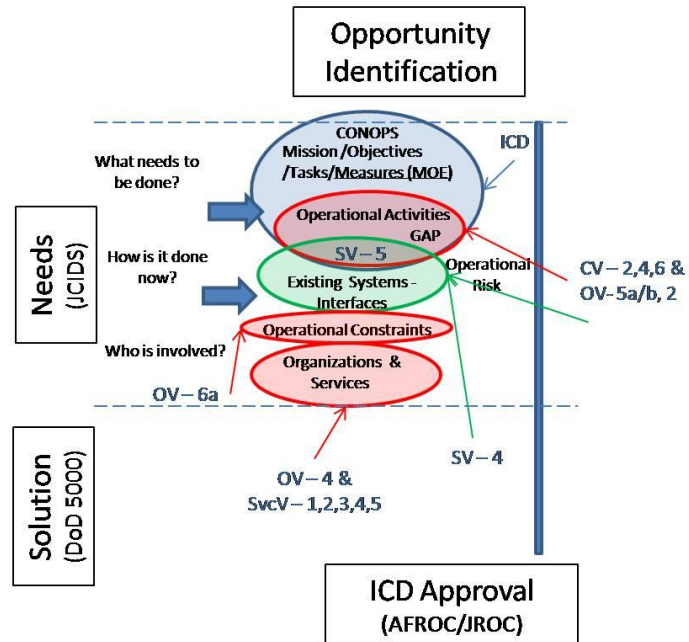 Opportunity
Identification
CONOPS
Mission /Objectives
/Tasks/Measures (MOE)
ICD
What needs to
be done?
Operational Activities
GAP
SV – 5
Needs
(JCIDS)
How is it done
now?
Existing Systems -
Interfaces
Operational
Risk
CV – 2,4,6 &
OV- 5a/b, 2
Operational Constraints
Who is involved?
Organizations &
Services
OV – 6a
SV – 4
OV – 4 &
SvcV – 1,2,3,4,5
Solution
(DoD 5000)
ICD Approval
(AFROC/JROC)